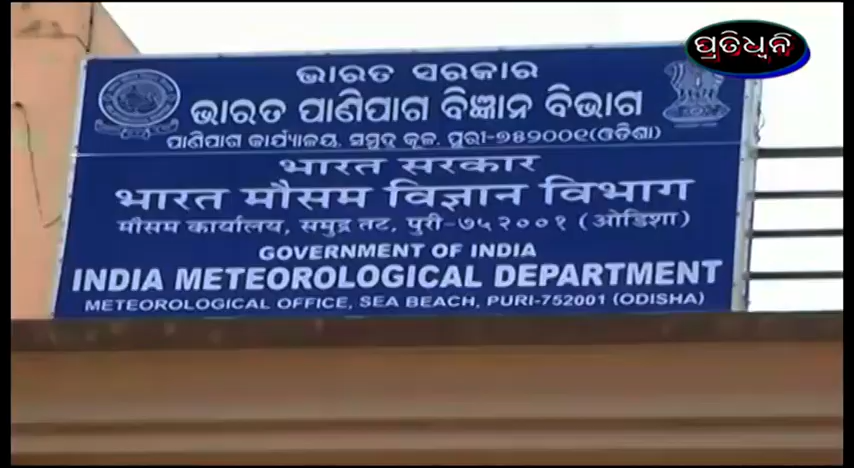 ପ୍ରତିଧ୍ୱନି
ଭାରତ ସରକାର
ଭାରତ ପାଣିପାଗ ବିଜ୍ଞାନ ବିଭାଗ
ପାଣିପାଗ କାର୍ଯ୍ୟାଳୟ, ସମୁଦ୍ର କୂଳ, ପୁରୀ-୭୫୨୦୦୧(ଓଡିଶା)
भारत सरकार
भारत मौसम विज्ञान विभाग
मौसम कार्यालय, समुद्र तट, पुरी-७५२००१ (ओडिशा)
GOVERNMENT OF INDIA
INDIA METEOROLOGICAL DEPARTMENT
METEOROLOGICAL OFFICE, SEA BEACH, PURI-752001 (ODISHA)